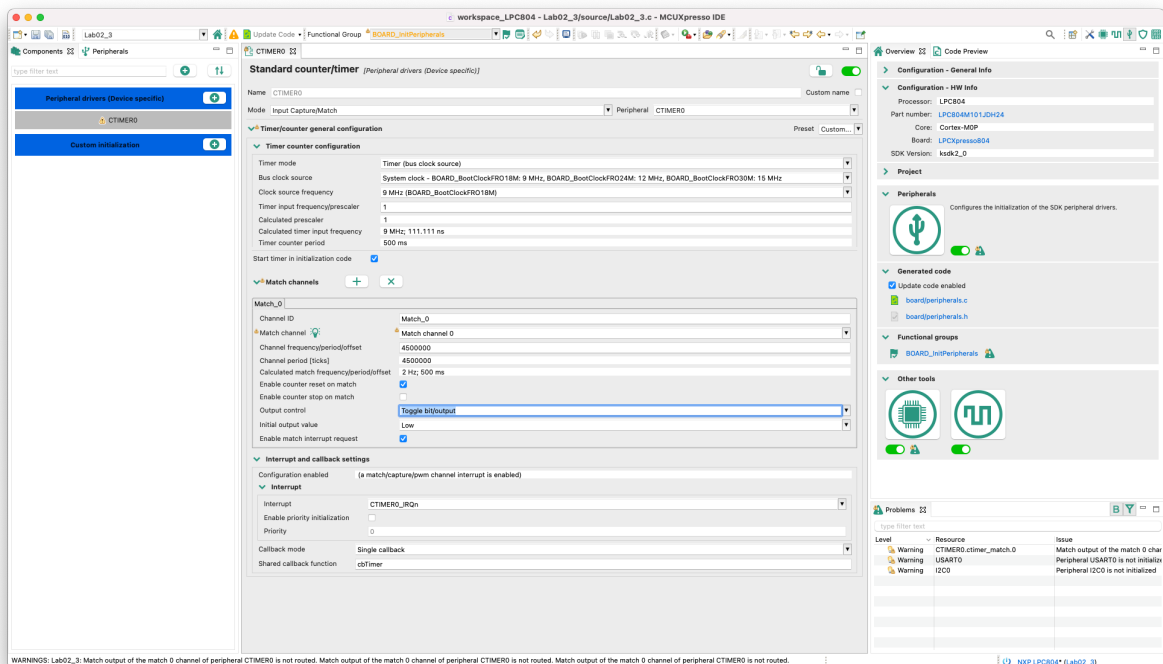 workspace_LPC804 - Lab02_3/source/Lab02_3.c - MCUXpresso IDE
Lab02_3
Update Code
Functional Group
BOARD_InitPeripherals
Components
Peripherals
type filter text
Peripheral drivers (Device specific)
CTIMER0
Custom initialization
CTIMER0
Standard counter/timer [Peripheral drivers (Device specific)]
Name CTIMER0 Custom name
Mode Input Capture/Match Peripheral CTIMER0
Timer/counter general configuration Preset Custom...
Timer counter configuration
Timer mode Timer (bus clock source)
Bus clock source System clock - BOARD_BootClockFRO18M: 9 MHz, BOARD_BootClockFRO24M: 12 MHz, BOARD_BootClockFRO30M: 15 MHz
Clock source frequency 9 MHz (BOARD_BootClockFRO18M)
Timer input frequency/prescaler 1
Calculated prescaler 1
Calculated timer input frequency 9 MHz; 111.111 ns
Timer counter period 500 ms
Start timer in initialization code
Match channels
Match_0
Channel ID Match_0
Match channel Match channel 0
Channel frequency/period/offset 4500000
Channel period [ticks] 4500000
Calculated match frequency/period/offset 2 Hz; 500 ms
Enable counter reset on match
Enable counter stop on match
Output control Toggle bit/output
Initial output value Low
Enable match interrupt request
Interrupt and callback settings
Configuration enabled (a match/capture/pwm channel interrupt is enabled)
Interrupt
Interrupt CTIMER0_IRQn
Enable priority initialization
Priority 0
Callback mode Single callback
Shared callback function cbTimer
Overview Code Preview
Configuration - General Info
Configuration - HW Info
Processor: LPC804
Part number: LPC804M101JDH24
Core: Cortex-M0P
Board: LPCXpresso804
SDK Version: ksdk2_0
Project
Peripherals
Configures the initialization of the SDK peripheral drivers.
Generated code
Update code enabled
board/peripherals.c
board/peripherals.h
Functional groups
BOARD_InitPeripherals
Other tools
Problems
type filter text
Level Resource Issue
Warning CTIMER0.ctimer_match.0 Match output of the match 0 char
Warning USART0 Peripheral USART0 is not initialize
Warning I2C0 Peripheral I2C0 is not initialized
WARNINGS: Lab02_3: Match output of the match 0 channel of peripheral CTIMER0 is not routed. Match output of the match 0 channel of peripheral CTIMER0 is not routed. Match output of the match 0 channel of peripheral CTIMER0 is not routed.
NXP LPC804* (Lab02_3)